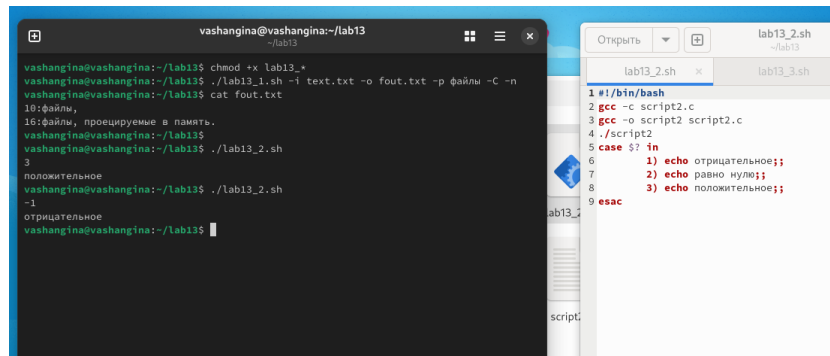 vashangina@vashangina:~/lab13
~/lab13
vashangina@vashangina:~/lab13$ chmod +x lab13_*
vashangina@vashangina:~/lab13$ ./lab13_1.sh -i text.txt -o fout.txt -p файлы -C -n
vashangina@vashangina:~/lab13$ cat fout.txt
10:файлы,
16:файлы, проецируемые в память.
vashangina@vashangina:~/lab13$
vashangina@vashangina:~/lab13$ ./lab13_2.sh
3
положительное
vashangina@vashangina:~/lab13$ ./lab13_2.sh
-1
отрицательное
vashangina@vashangina:~/lab13$
lab13_2
script2
Открыть
lab13_2.sh
~/lab13
lab13_2.sh ×
lab13_3.sh
1 #!/bin/bash
2 gcc -c script2.c
3 gcc -o script2 script2.c
4 ./script2
5 case $? in
6 1) echo отрицательное;;
7 2) echo равно нулю;;
8 3) echo положительное;;
9 esac